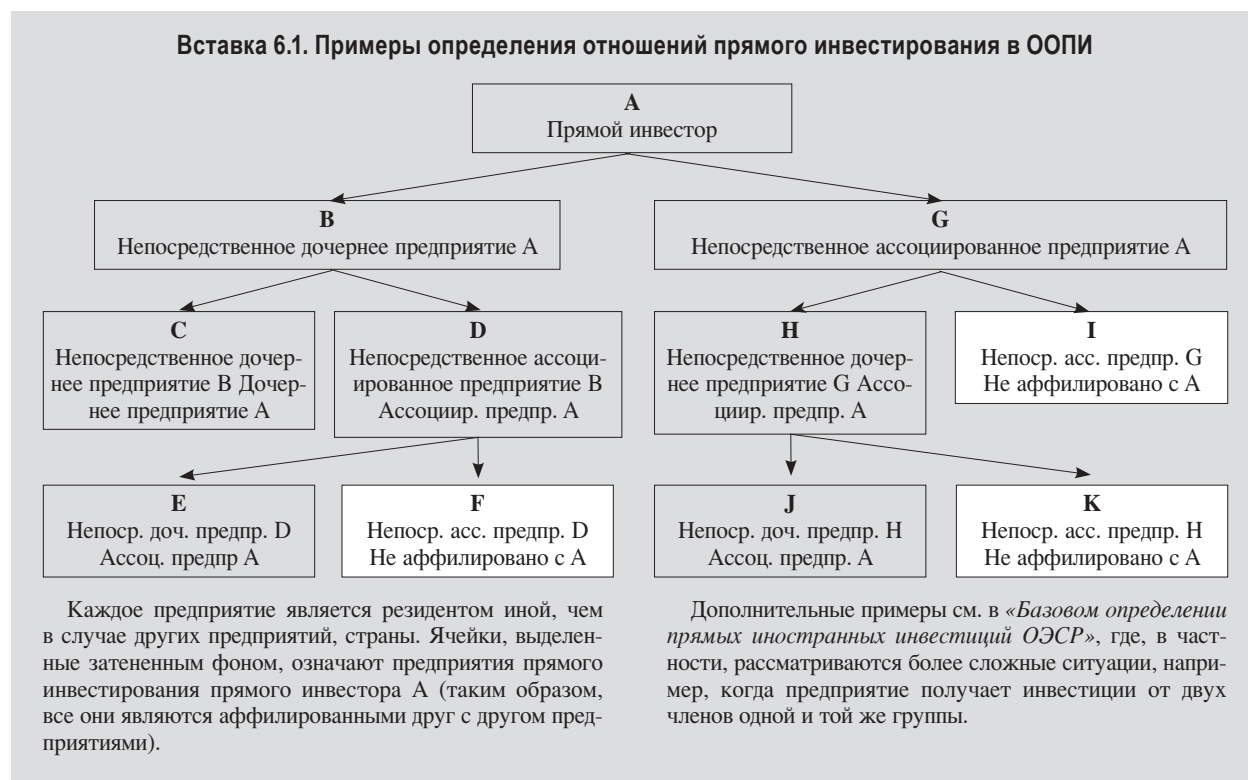 Вставка 6.1. Примеры определения отношений прямого инвестирования в ООПИ
A
Прямой инвестор
B
Непосредственное дочернее предприятие A
G
Непосредственное ассоциированное предприятие A
C
Непосредственное дочер-
нее предприятие B Дочер-
нее предприятие A
D
Непосредственное ассоци-
ированное предприятие B
Ассоциир. предпр. A
H
Непосредственное дочер-
нее предприятие G Ассо-
циир. предпр. A
I
Непоср. асс. предпр. G
Не аффилировано с A
E
Непоср. доч. предпр. D
Ассоц. предпр A
F
Непоср. асс. предпр. D
Не аффилировано с A
J
Непоср. доч. предпр. H
Ассоц. предпр. A
K
Непоср. асс. предпр. H
Не аффилировано с A
Каждое предприятие является резидентом иной, чем
в случае других предприятий, страны. Ячейки, выделен-
ные затененным фоном, означают предприятия прямого
инвестирования прямого инвестора A (таким образом,
все они являются аффилированными друг с другом пред-
приятиями).
Дополнительные примеры см. в «Базовом определении
прямых иностранных инвестиций ОЭСР», где, в част-
ности, рассматриваются более сложные ситуации, напри-
мер, когда предприятие получает инвестиции от двух
членов одной и той же группы.